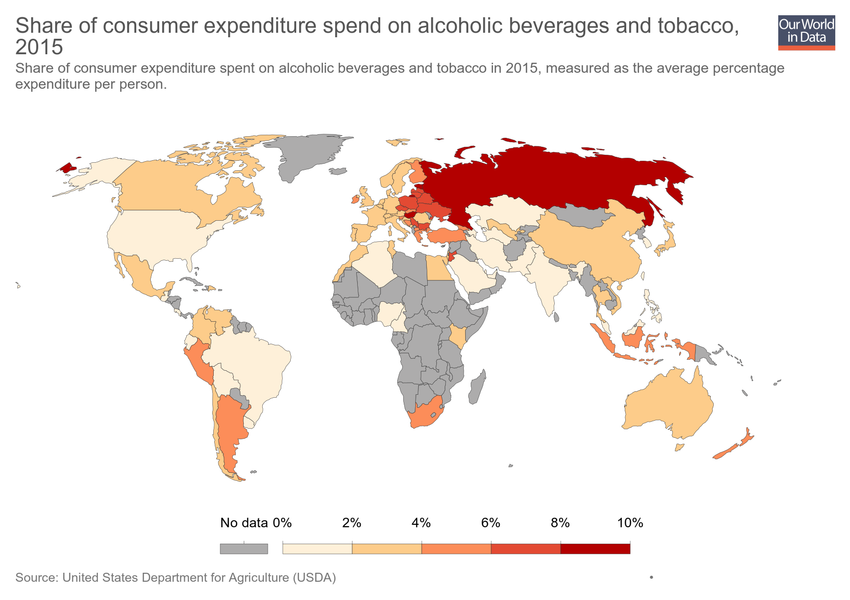 Share of consumer expenditure spend on alcoholic beverages and tobacco,
2015
Our World
in Data
Share of consumer expenditure spent on alcoholic beverages and tobacco in 2015, measured as the average percentage
expenditure per person.
No data 0% 2% 4% 6% 8% 10%
Source: United States Department for Agriculture (USDA)